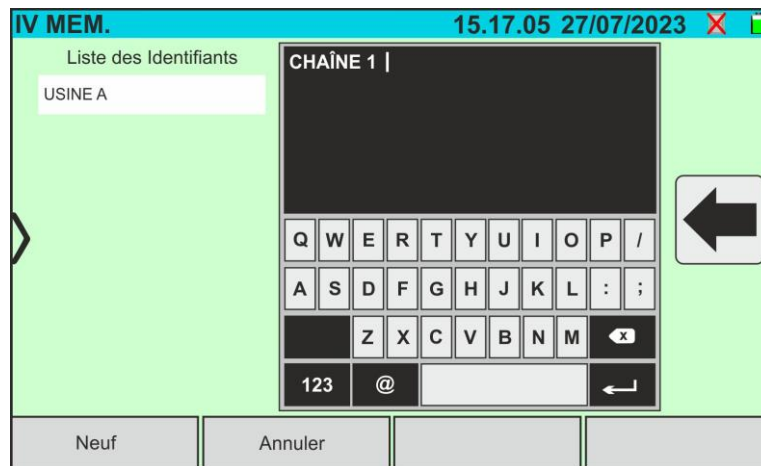 IV MEM. 15.17.05 27/07/2023
Liste des Identifiants
USINE A
CHAÎNE 1
Q W E R T Y U I O P /
A S D F G H J K L : ;
Z X C V B N M x
123 @
Neuf Annuler